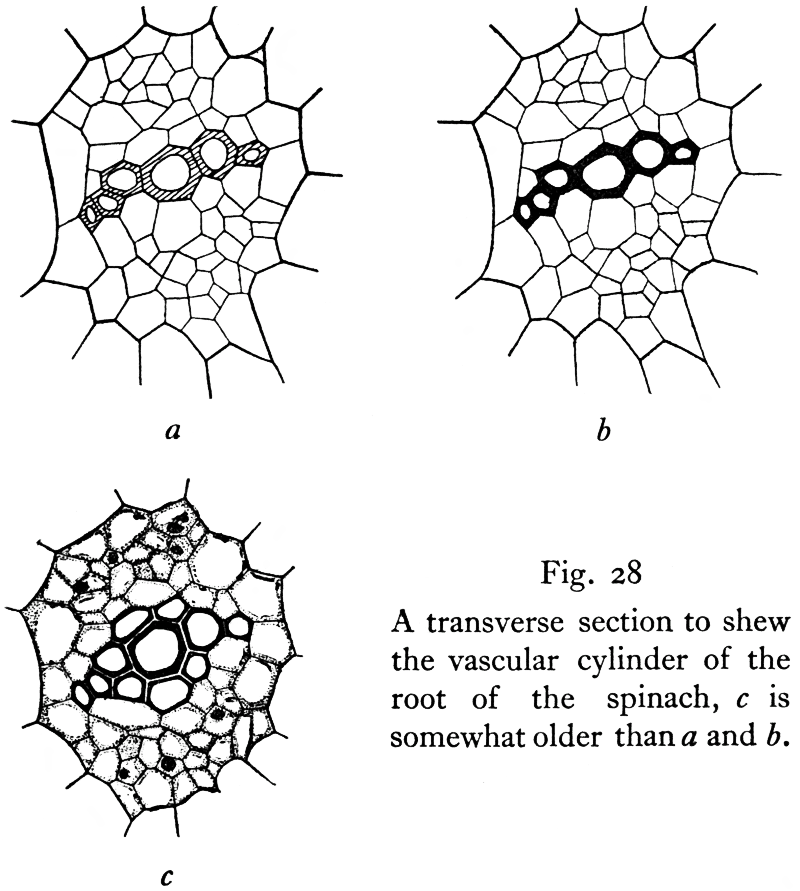 a
b
c
Fig. 28
A transverse section to shew
the vascular cylinder of the
root of the spinach, c is
somewhat older than a and b.